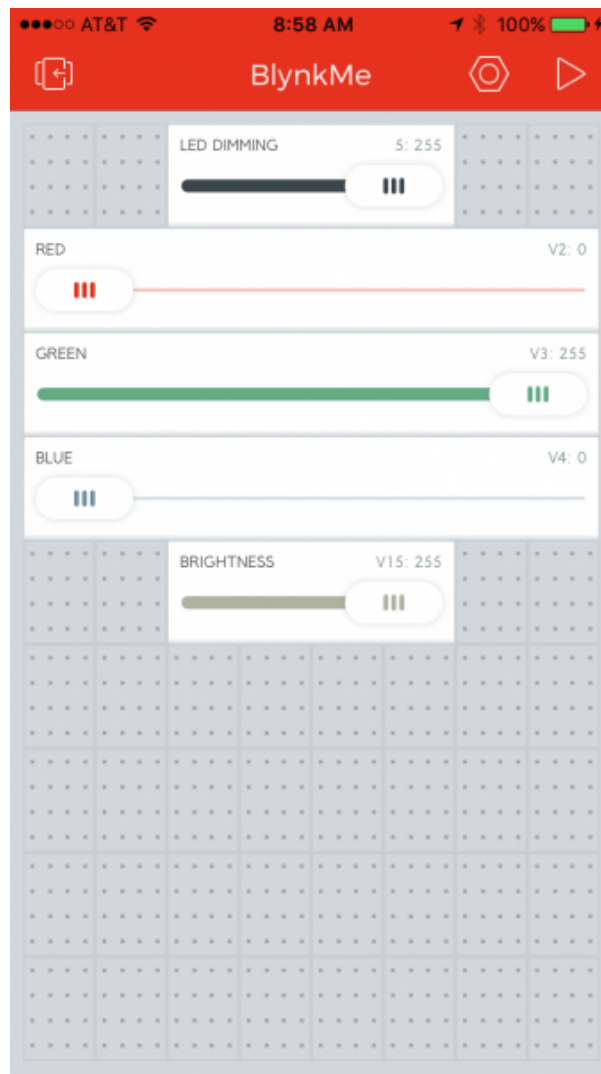 AT&T 8:58 AM 100%
BlynkMe
LED DIMMING 5: 255
RED V2: 0
GREEN V3: 255
BLUE V4: 0
BRIGHTNESS V15: 255